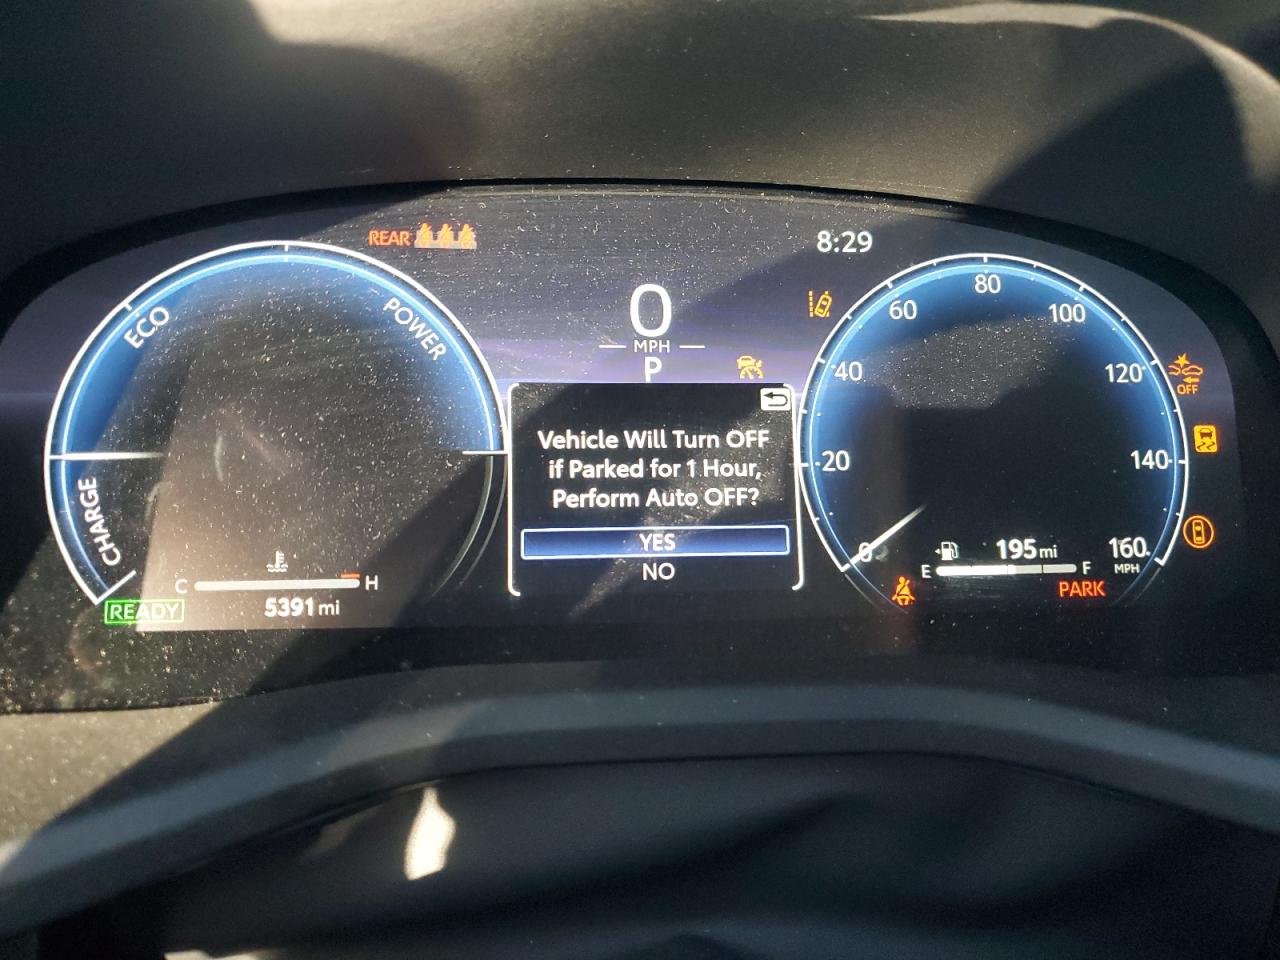 REAR
8:29
0
MPH
P
ECO
POWER
CHARGE
READY
C
H
5391 mi
Vehicle Will Turn OFF
if Parked for 1 Hour,
Perform Auto OFF?
YES
NO
0
20
40
60
80
100
120
140
160
MPH
OFF
195 mi
E
F
PARK